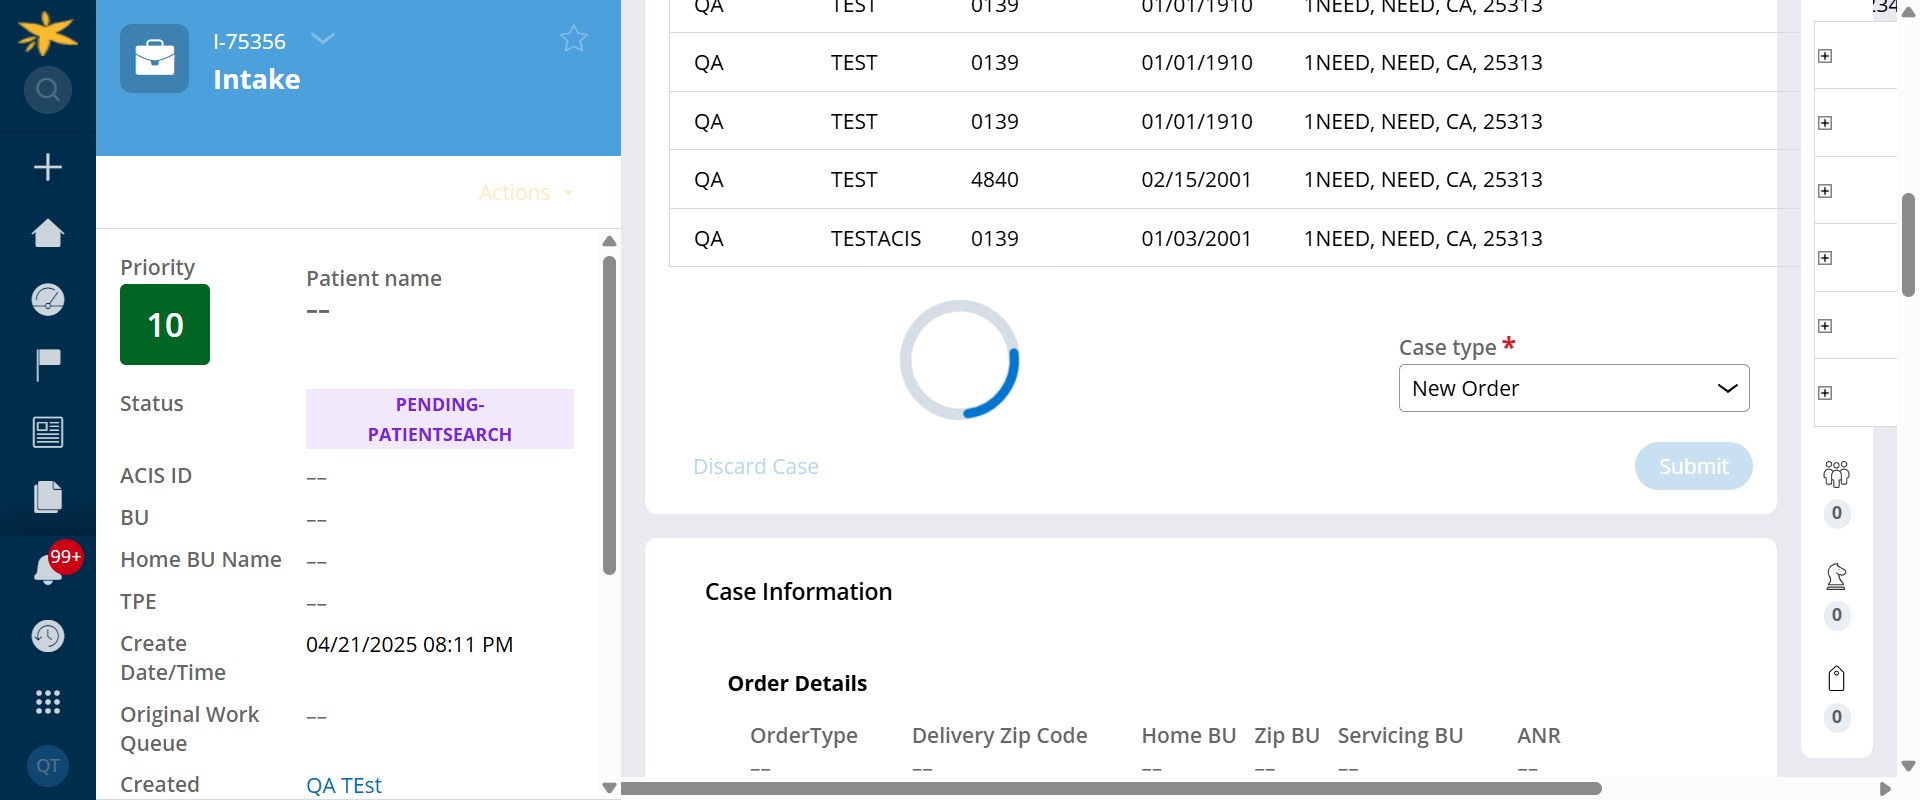 I-75356
Intake
Actions
Priority
10
Patient name
––
Status
PENDING-
PATIENTSEARCH
ACIS ID ––
BU ––
Home BU Name ––
TPE ––
Create
Date/Time
04/21/2025 08:11 PM
Original Work
Queue
––
Created QA TEst
99+
QT
QA TEST 0139 01/01/1910 1NEED, NEED, CA, 25313
QA TEST 0139 01/01/1910 1NEED, NEED, CA, 25313
QA TEST 0139 01/01/1910 1NEED, NEED, CA, 25313
QA TEST 4840 02/15/2001 1NEED, NEED, CA, 25313
QA TESTACIS 0139 01/03/2001 1NEED, NEED, CA, 25313
Case type *
New Order
Discard Case
Submit
Case Information
Order Details
OrderType Delivery Zip Code Home BU Zip BU Servicing BU ANR
–– –– –– –– –– ––
0
0
0